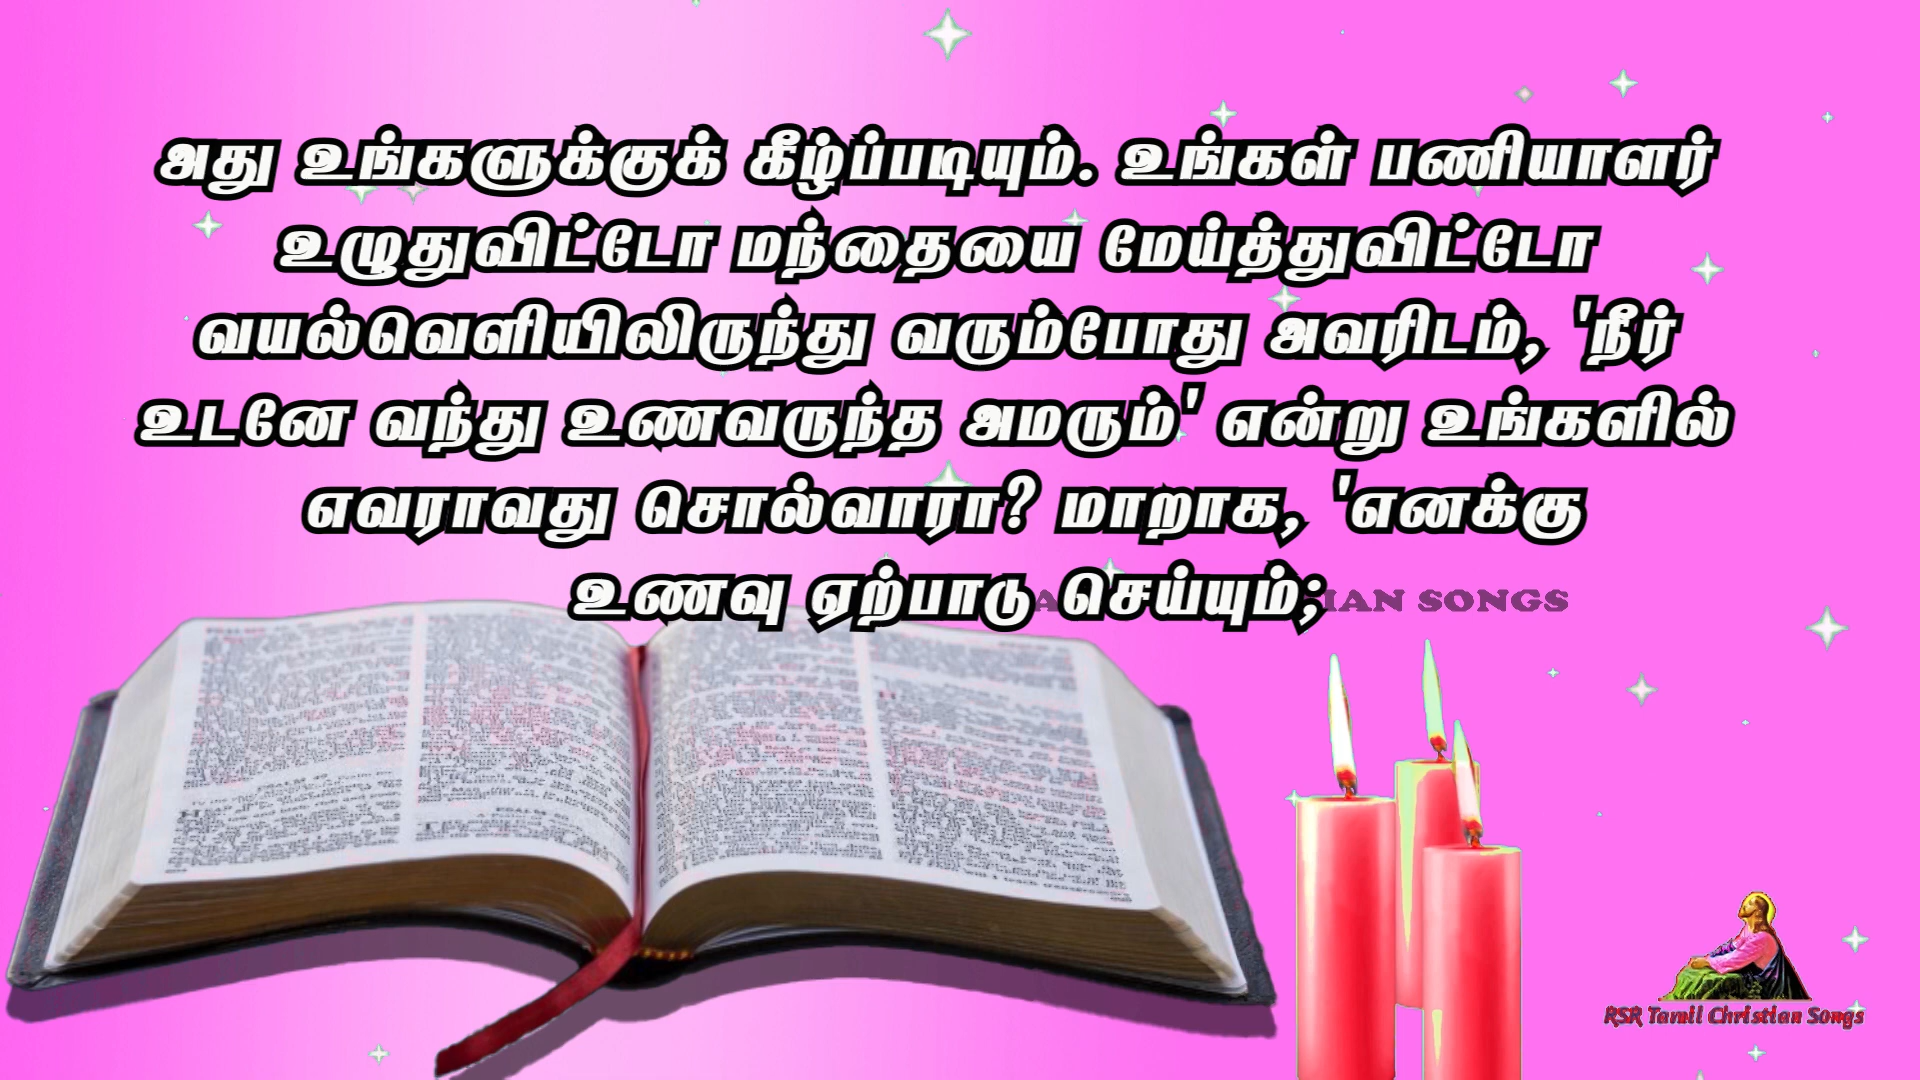 அது உங்களுக்குக் கீழ்ப்படியும். உங்கள் பணியாளர்
உழுதுவிட்டோ மந்தையை மேய்த்துவிட்டோ
வயல்வெளியிலிருந்து வரும்போது அவரிடம், 'நீர்
உடனே வந்து உணவருந்த அமரும்' என்று உங்களில்
எவராவது சொல்வாரா? மாறாக, 'எனக்கு
உணவு ஏற்பாடு செய்யும்;
SONGS
RSR Tamil Christian Songs